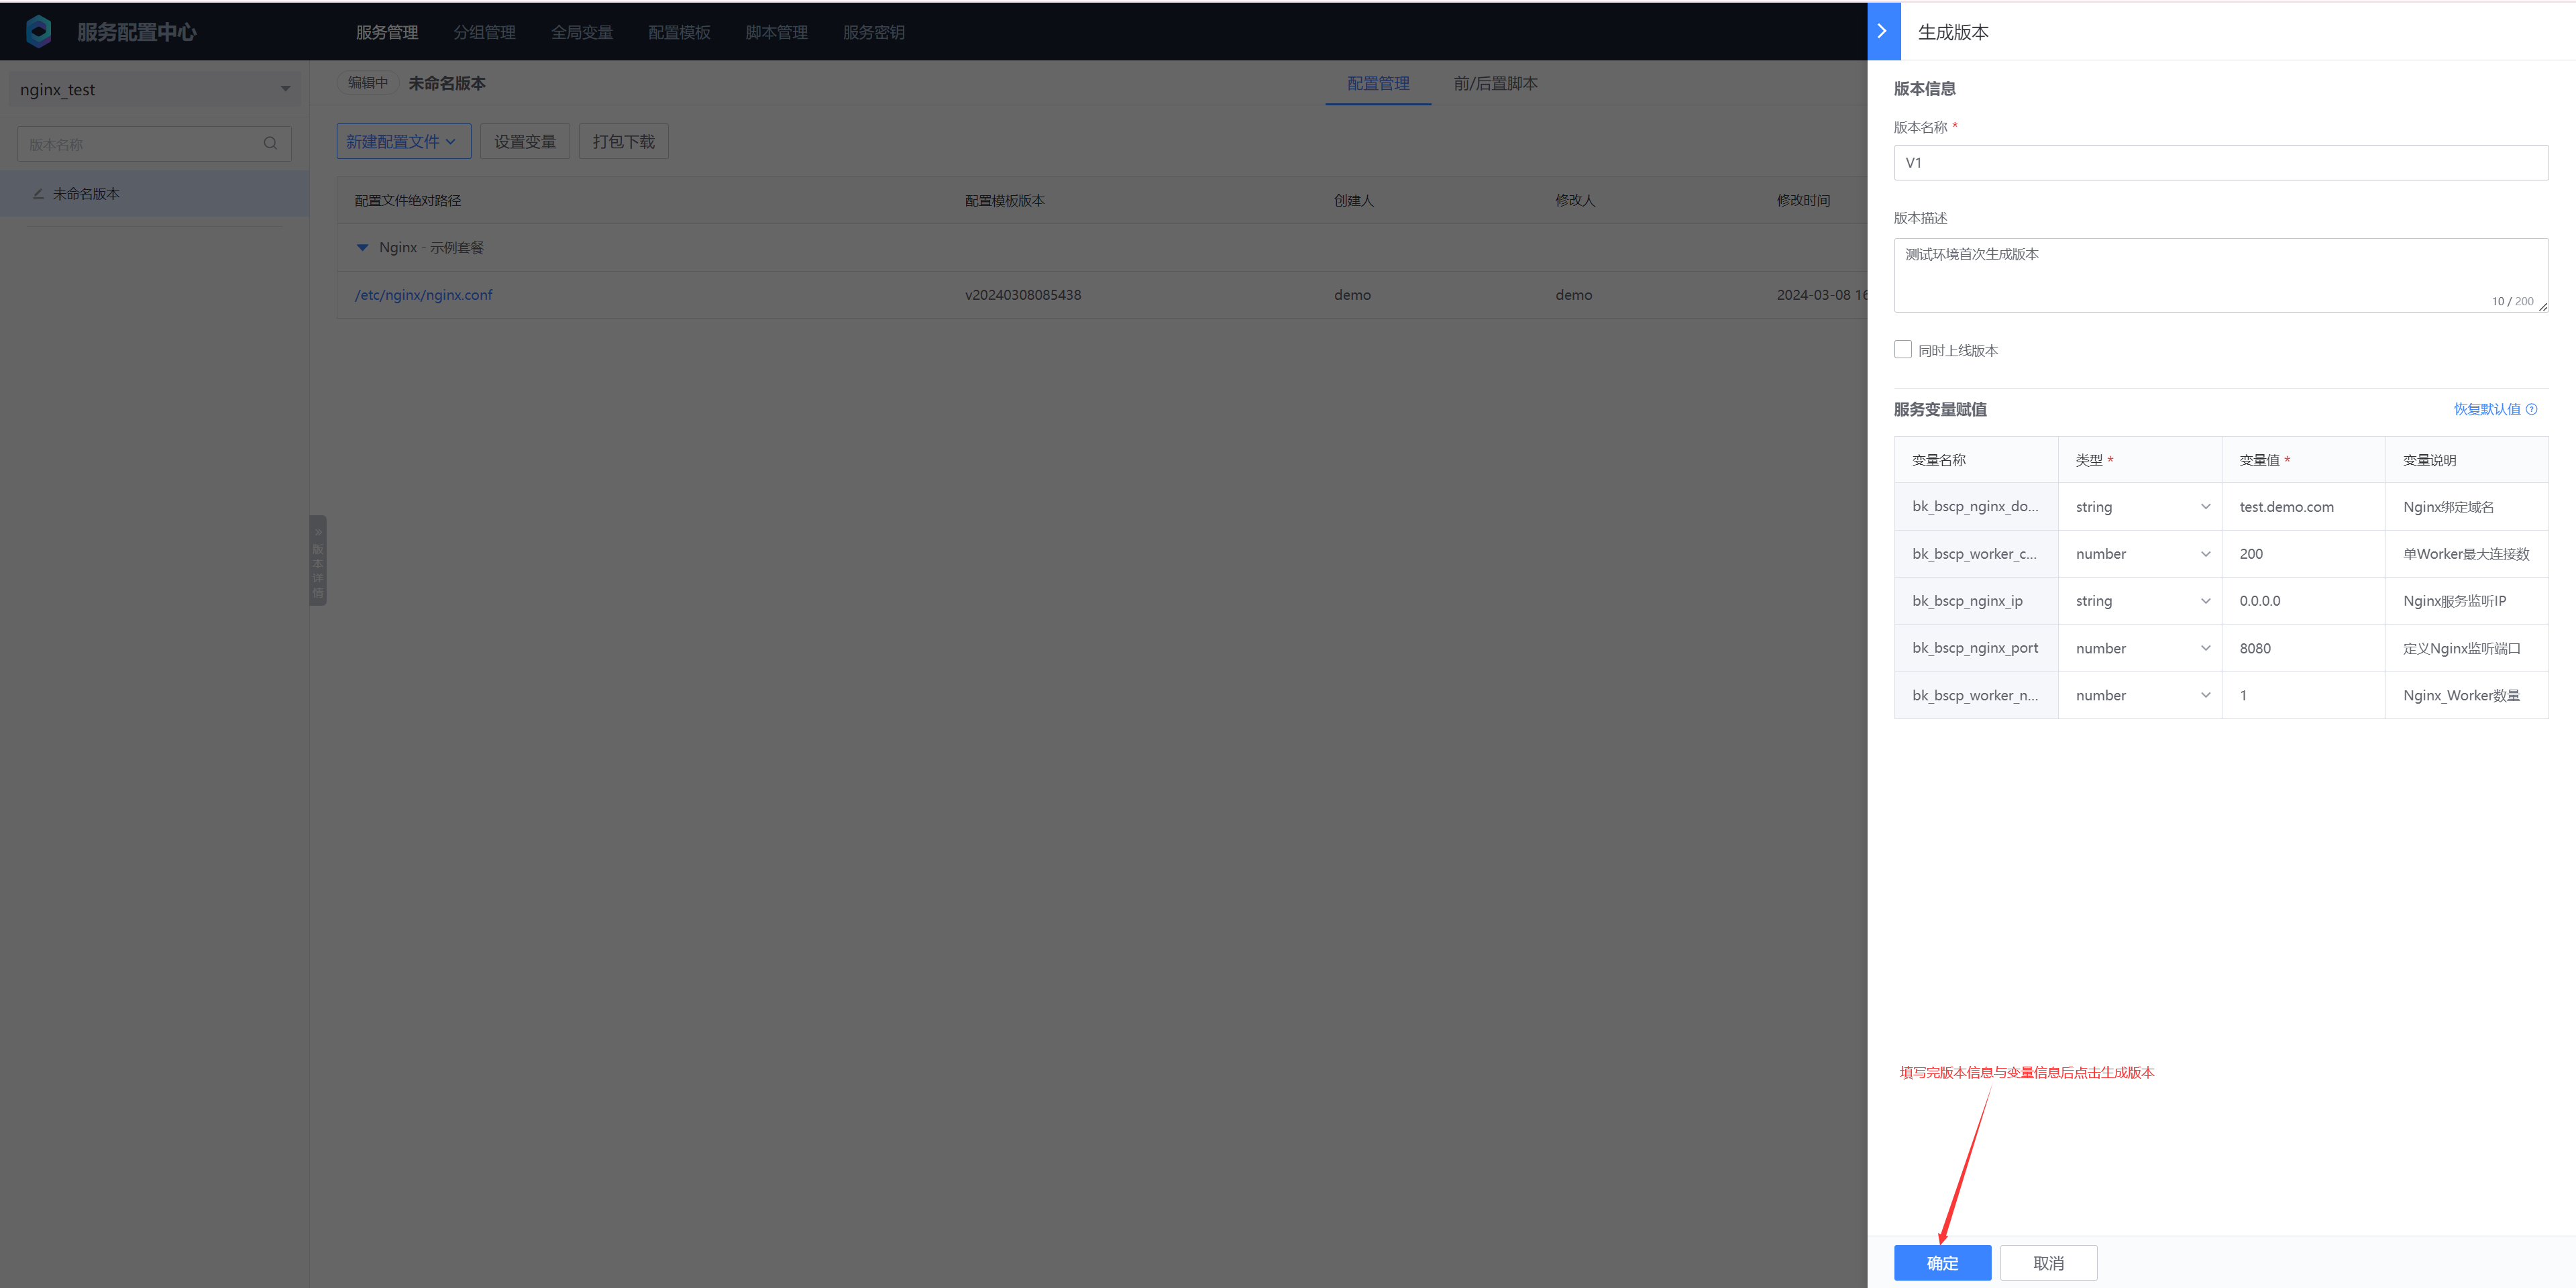 服务配置中心
服务管理 分组管理 全局变量 配置模板 脚本管理 服务密钥
nginx_test
版本名称
未命名版本
版本详情
编辑中 未命名版本
配置管理 前/后置脚本
新建配置文件 设置变量 打包下载
配置文件绝对路径 配置模板版本 创建人 修改人 修改时间
Nginx - 示例套餐
/etc/nginx/nginx.conf v20240308085438 demo demo 2024-03-08 16
生成版本
版本信息
版本名称 *
V1
版本描述
测试环境首次生成版本
10 / 200
同时上线版本
服务变量赋值 恢复默认值
变量名称 类型 * 变量值 * 变量说明
bk_bscp_nginx_do... string test.demo.com Nginx绑定域名
bk_bscp_worker_c... number 200 单Worker最大连接数
bk_bscp_nginx_ip string 0.0.0.0 Nginx服务监听IP
bk_bscp_nginx_port number 8080 定义Nginx监听端口
bk_bscp_worker_n... number 1 Nginx_Worker数量
填写完版本信息与变量信息后点击生成版本
确定 取消